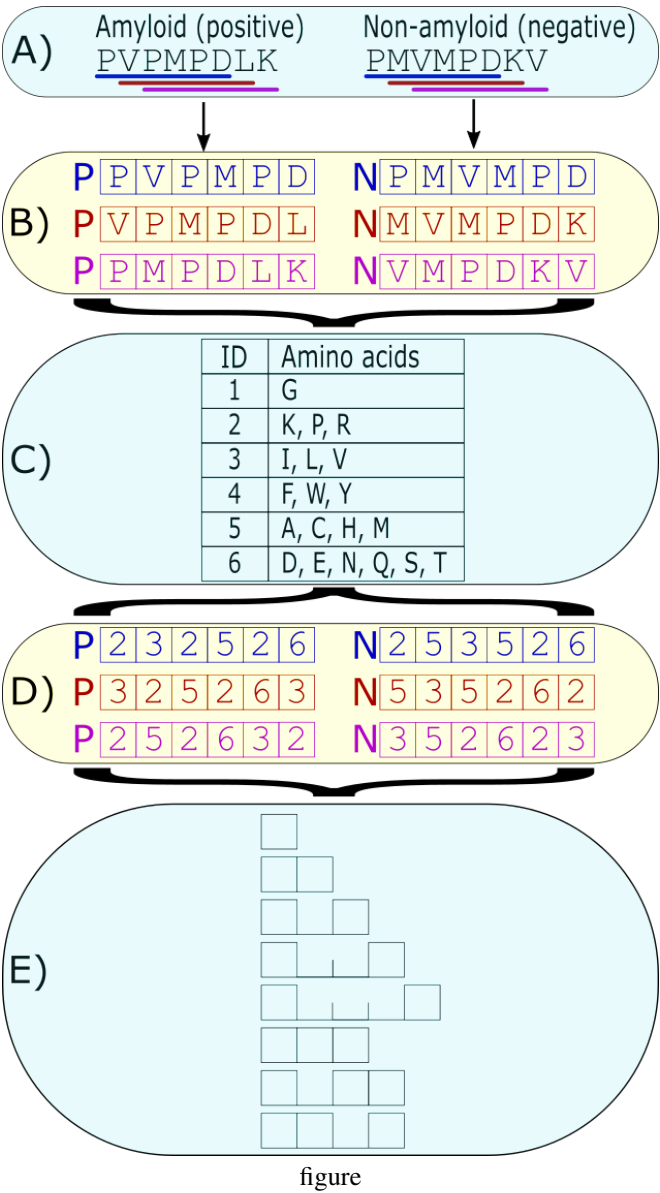 A)
Amyloid (positive) Non-amyloid (negative)
PVPMPDLK PMVMPDKV
B)
P P V P M P D N P M V M P D
P V P M P D L N M V M P D K
P P M P D L K N V M P D K V
C)
ID Amino acids
1 G
2 K, P, R
3 I, L, V
4 F, W, Y
5 A, C, H, M
6 D, E, N, Q, S, T
D)
P 2 3 2 5 2 6 N 2 5 3 5 2 6
P 3 2 5 2 6 3 N 5 3 5 2 6 2
P 2 5 2 6 3 2 N 3 5 2 6 2 3
E)
figure